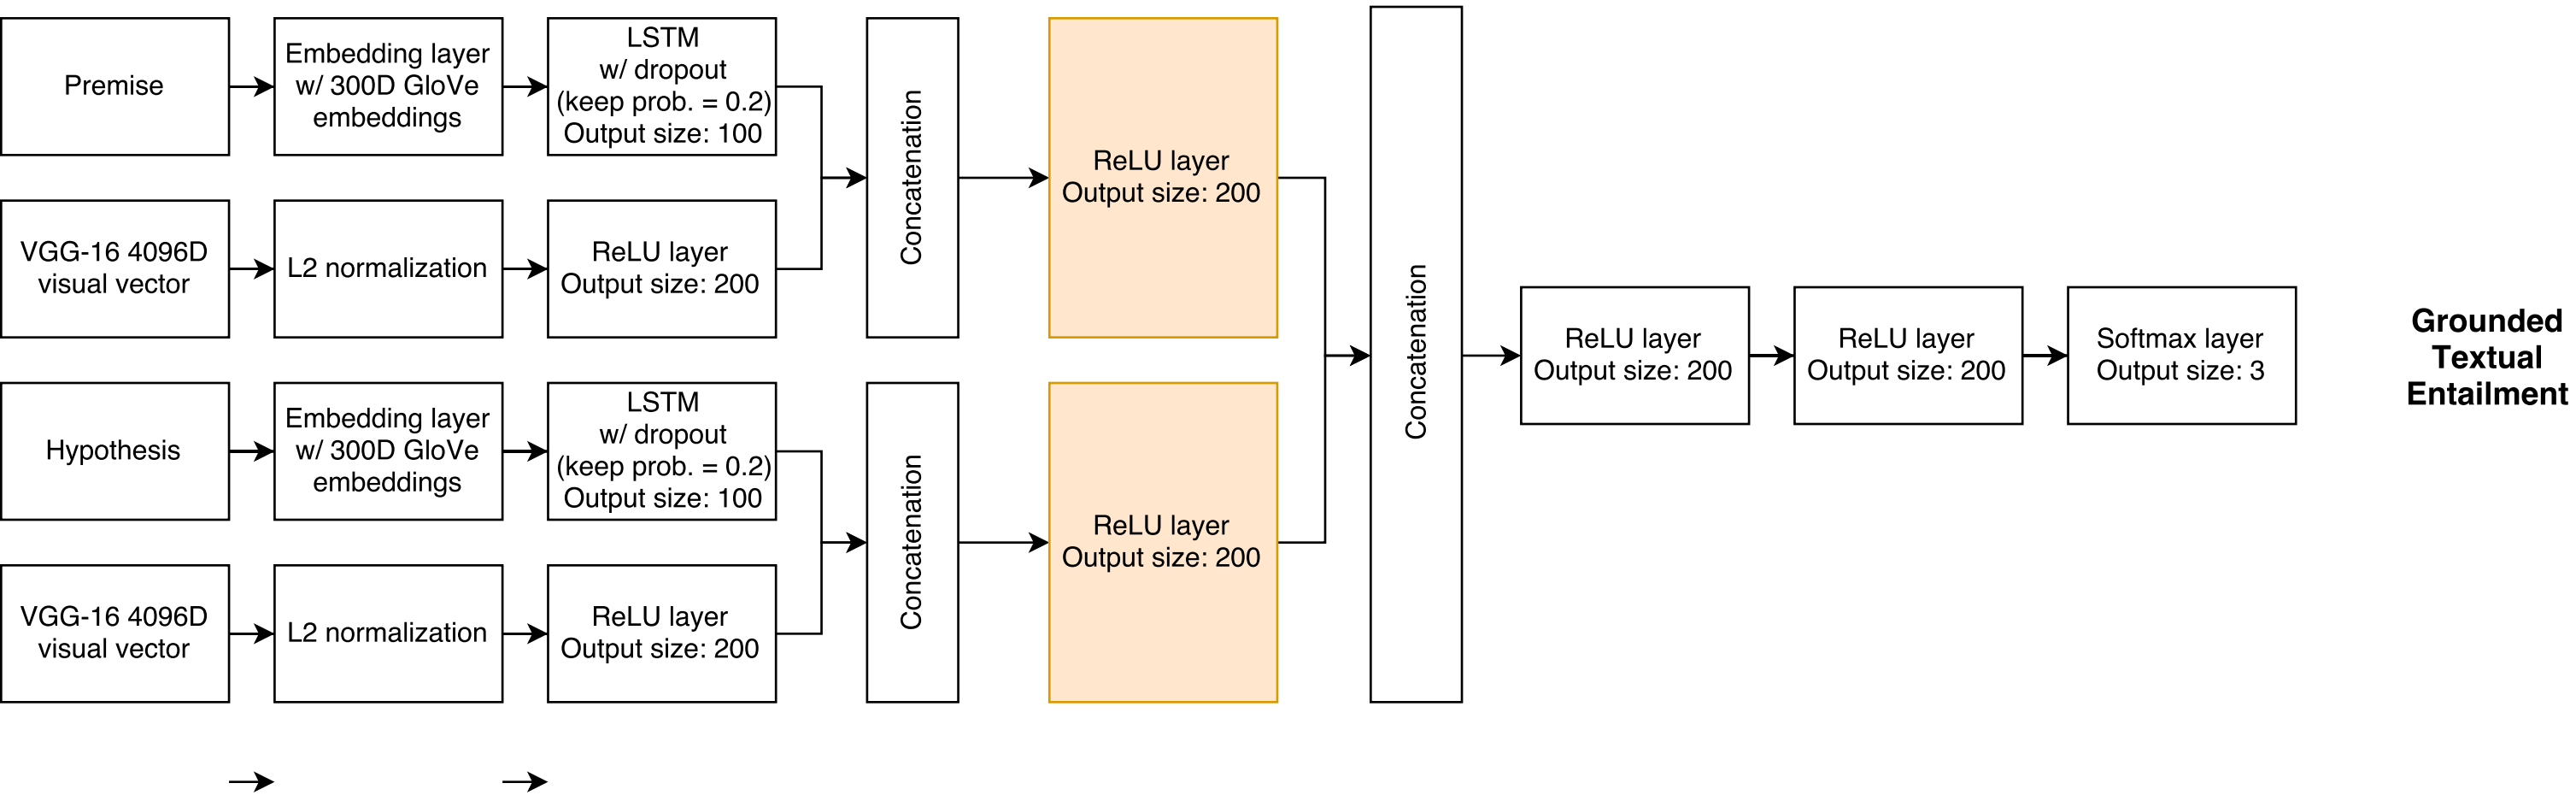 Premise
Embedding layer
w/ 300D GloVe
embeddings
LSTM
w/ dropout
(keep prob. = 0.2)
Output size: 100
VGG-16 4096D
visual vector
L2 normalization
ReLU layer
Output size: 200
Concatenation
ReLU layer
Output size: 200
Hypothesis
Embedding layer
w/ 300D GloVe
embeddings
LSTM
w/ dropout
(keep prob. = 0.2)
Output size: 100
VGG-16 4096D
visual vector
L2 normalization
ReLU layer
Output size: 200
Concatenation
ReLU layer
Output size: 200
Concatenation
ReLU layer
Output size: 200
ReLU layer
Output size: 200
Softmax layer
Output size: 3
Grounded
Textual
Entailment